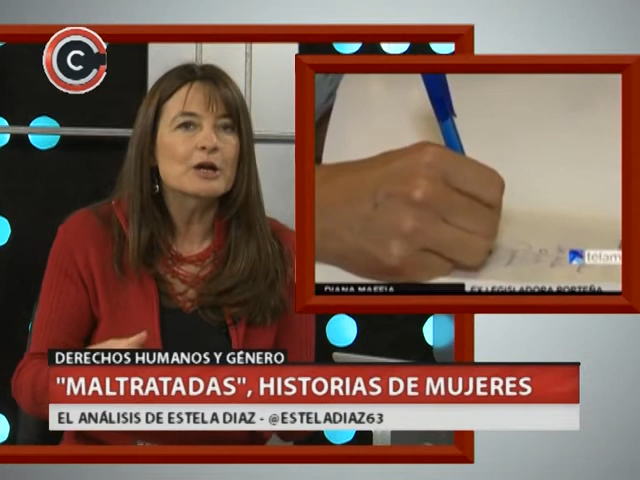 C
télam
DIANA MAFFIA
EX LEGISLADORA PORTEÑA
DERECHOS HUMANOS Y GÉNERO
"MALTRATADAS", HISTORIAS DE MUJERES
EL ANÁLISIS DE ESTELA DIAZ - @ESTELADIAZ63